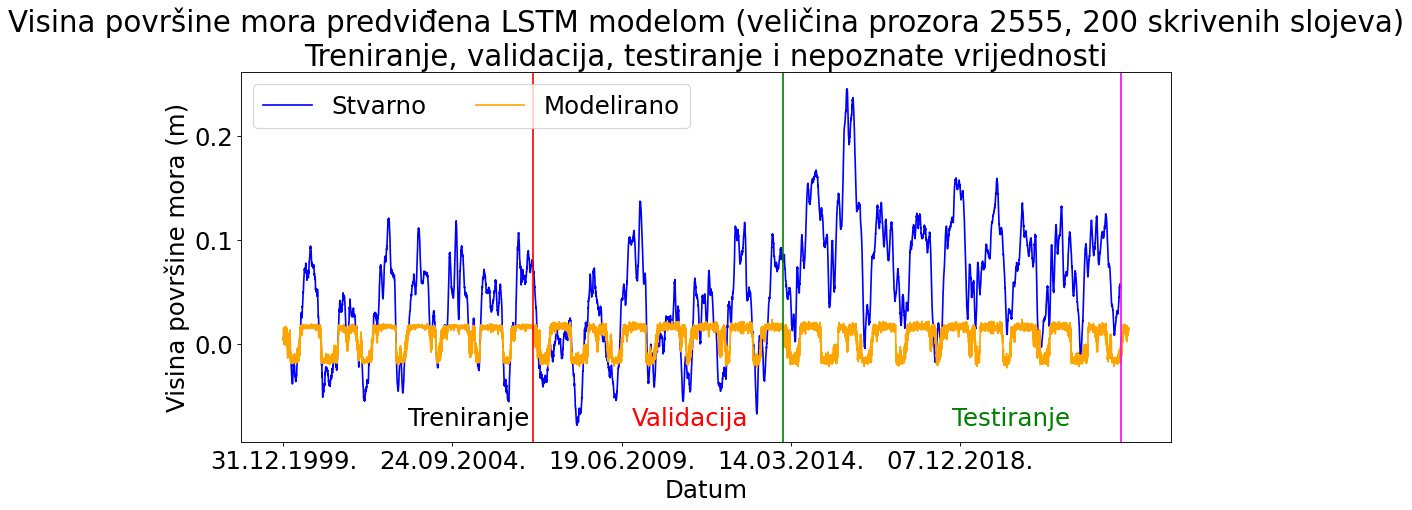 Visina površine mora predviđena LSTM modelom (veličina prozora 2555, 200 skrivenih slojeva)
Treniranje, validacija, testiranje i nepoznate vrijednosti
Stvarno Modelirano
Visina površine mora (m)
0.2
0.1
0.0
Treniranje Validacija Testiranje
31.12.1999. 24.09.2004. 19.06.2009. 14.03.2014. 07.12.2018.
Datum